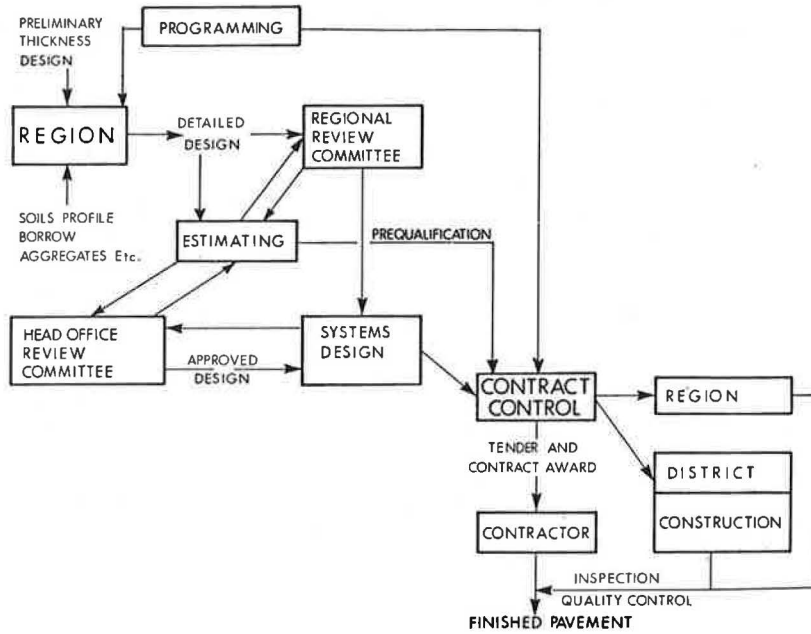 PRELIMINARY
THICKNESS
DESIGN
PROGRAMMING
REGION
DETAILED
DESIGN
REGIONAL
REVIEW
COMMITTEE
SOILS PROFILE
BORROW
AGGREGATES Etc.
ESTIMATING
PREQUALIFICATION
HEAD OFFICE
REVIEW
COMMITTEE
APPROVED
DESIGN
SYSTEMS
DESIGN
CONTRACT
CONTROL
REGION
TENDER AND
CONTRACT AWARD
DISTRICT
CONSTRUCTION
CONTRACTOR
INSPECTION
QUALITY CONTROL
FINISHED PAVEMENT